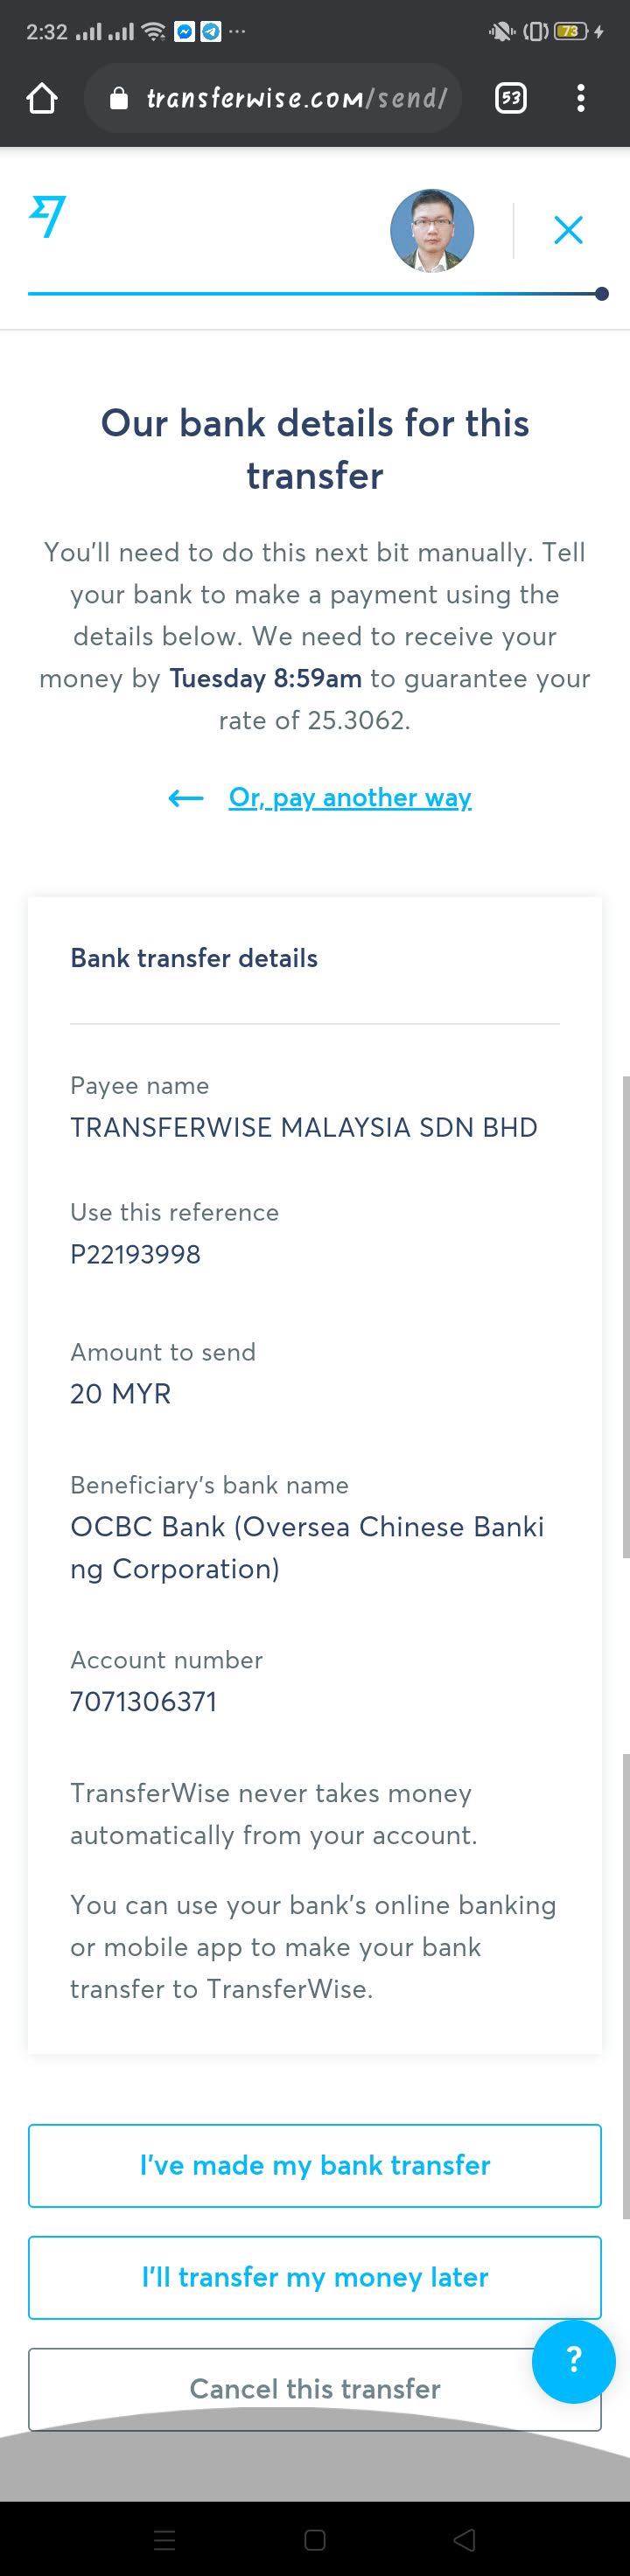 2:32
73
transferwise.com/send/
53
Our bank details for this
transfer
You'll need to do this next bit manually. Tell
your bank to make a payment using the
details below. We need to receive your
money by Tuesday 8:59am to guarantee your
rate of 25.3062.
Or, pay another way
Bank transfer details
Payee name
TRANSFERWISE MALAYSIA SDN BHD
Use this reference
P22193998
Amount to send
20 MYR
Beneficiary's bank name
OCBC Bank (Oversea Chinese Banki
ng Corporation)
Account number
7071306371
TransferWise never takes money
automatically from your account.
You can use your bank's online banking
or mobile app to make your bank
transfer to TransferWise.
I've made my bank transfer
I'll transfer my money later
?
Cancel this transfer